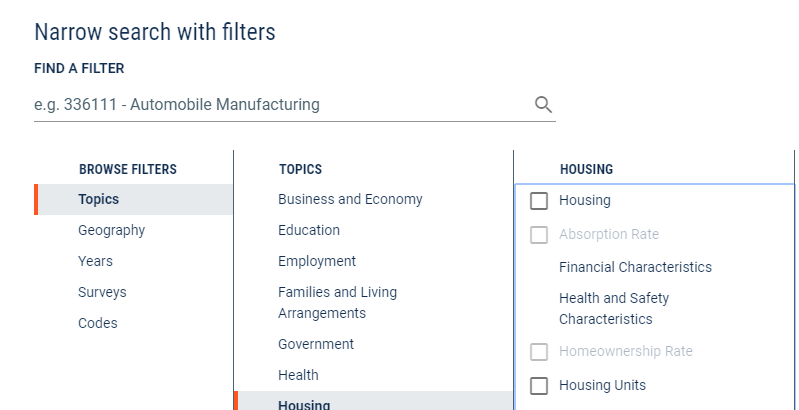 Narrow search with filters
FIND A FILTER
e.g. 336111 - Automobile Manufacturing
BROWSE FILTERS
Topics
Geography
Years
Surveys
Codes
TOPICS
Business and Economy
Education
Employment
Families and Living
Arrangements
Government
Health
Housing
HOUSING
Housing
Absorption Rate
Financial Characteristics
Health and Safety
Characteristics
Homeownership Rate
Housing Units